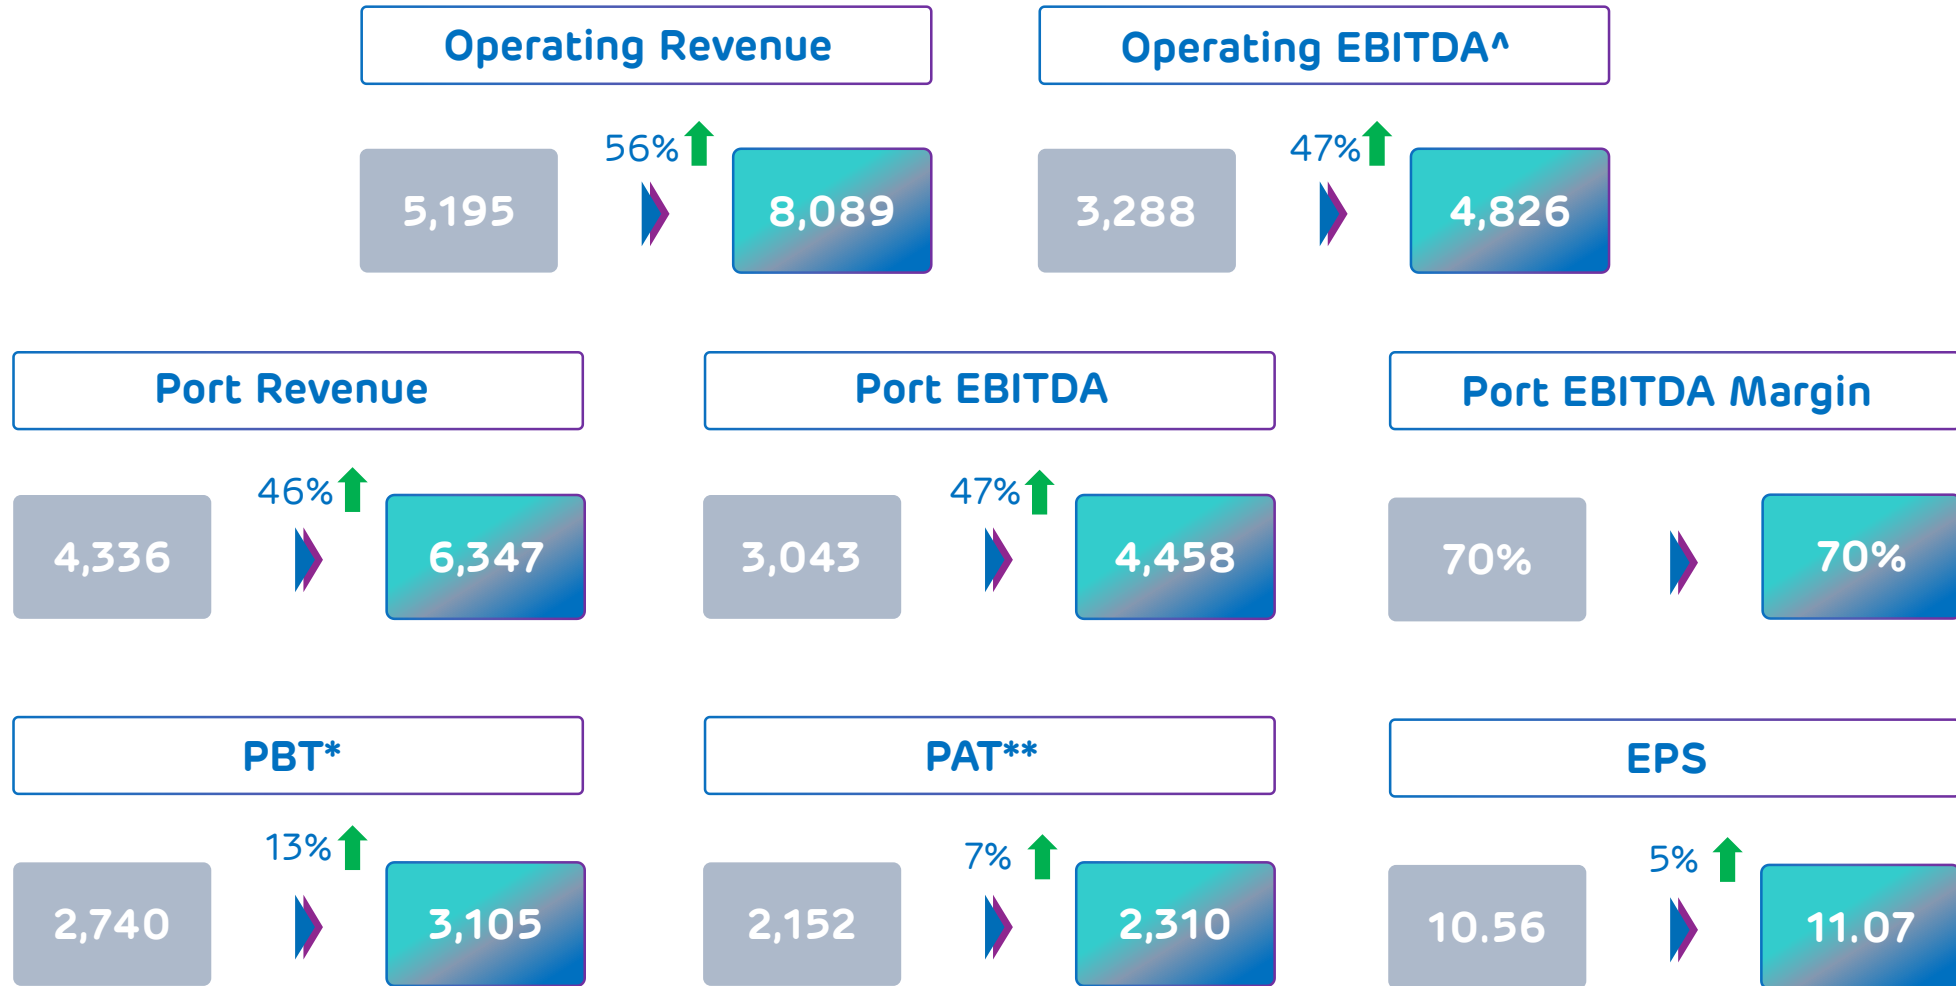 Operating Revenue
Operating EBITDA^
56%
5,195
8,089
47%
3,288
4,826
Port Revenue
Port EBITDA
Port EBITDA Margin
46%
4,336
6,347
47%
3,043
4,458
70%
70%
PBT*
PAT**
EPS
13%
2,740
3,105
7%
2,152
2,310
5%
10.56
11.07